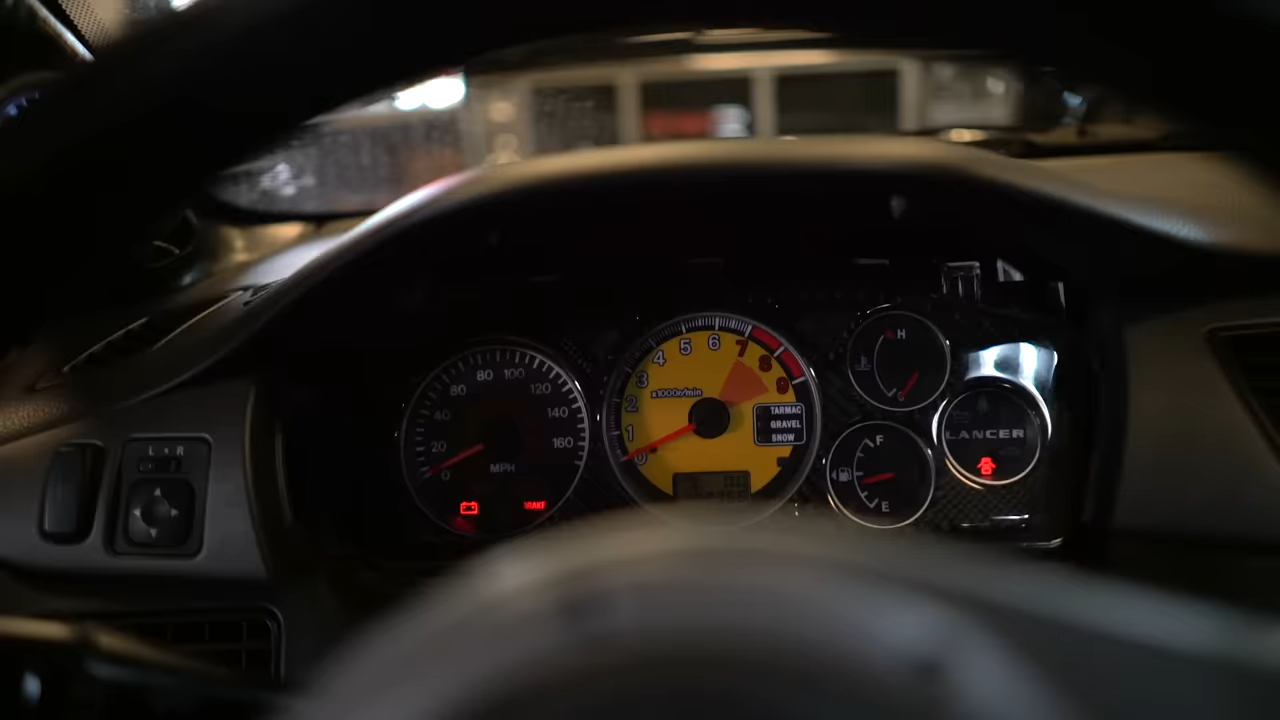 L R
0 20 40 60 80 100 120 140 160
MPH
BRAKE
0 1 2 3 4 5 6 7 8 9
x1000r/min
TARMAC
GRAVEL
SNOW
H
C
F
E
LANCER